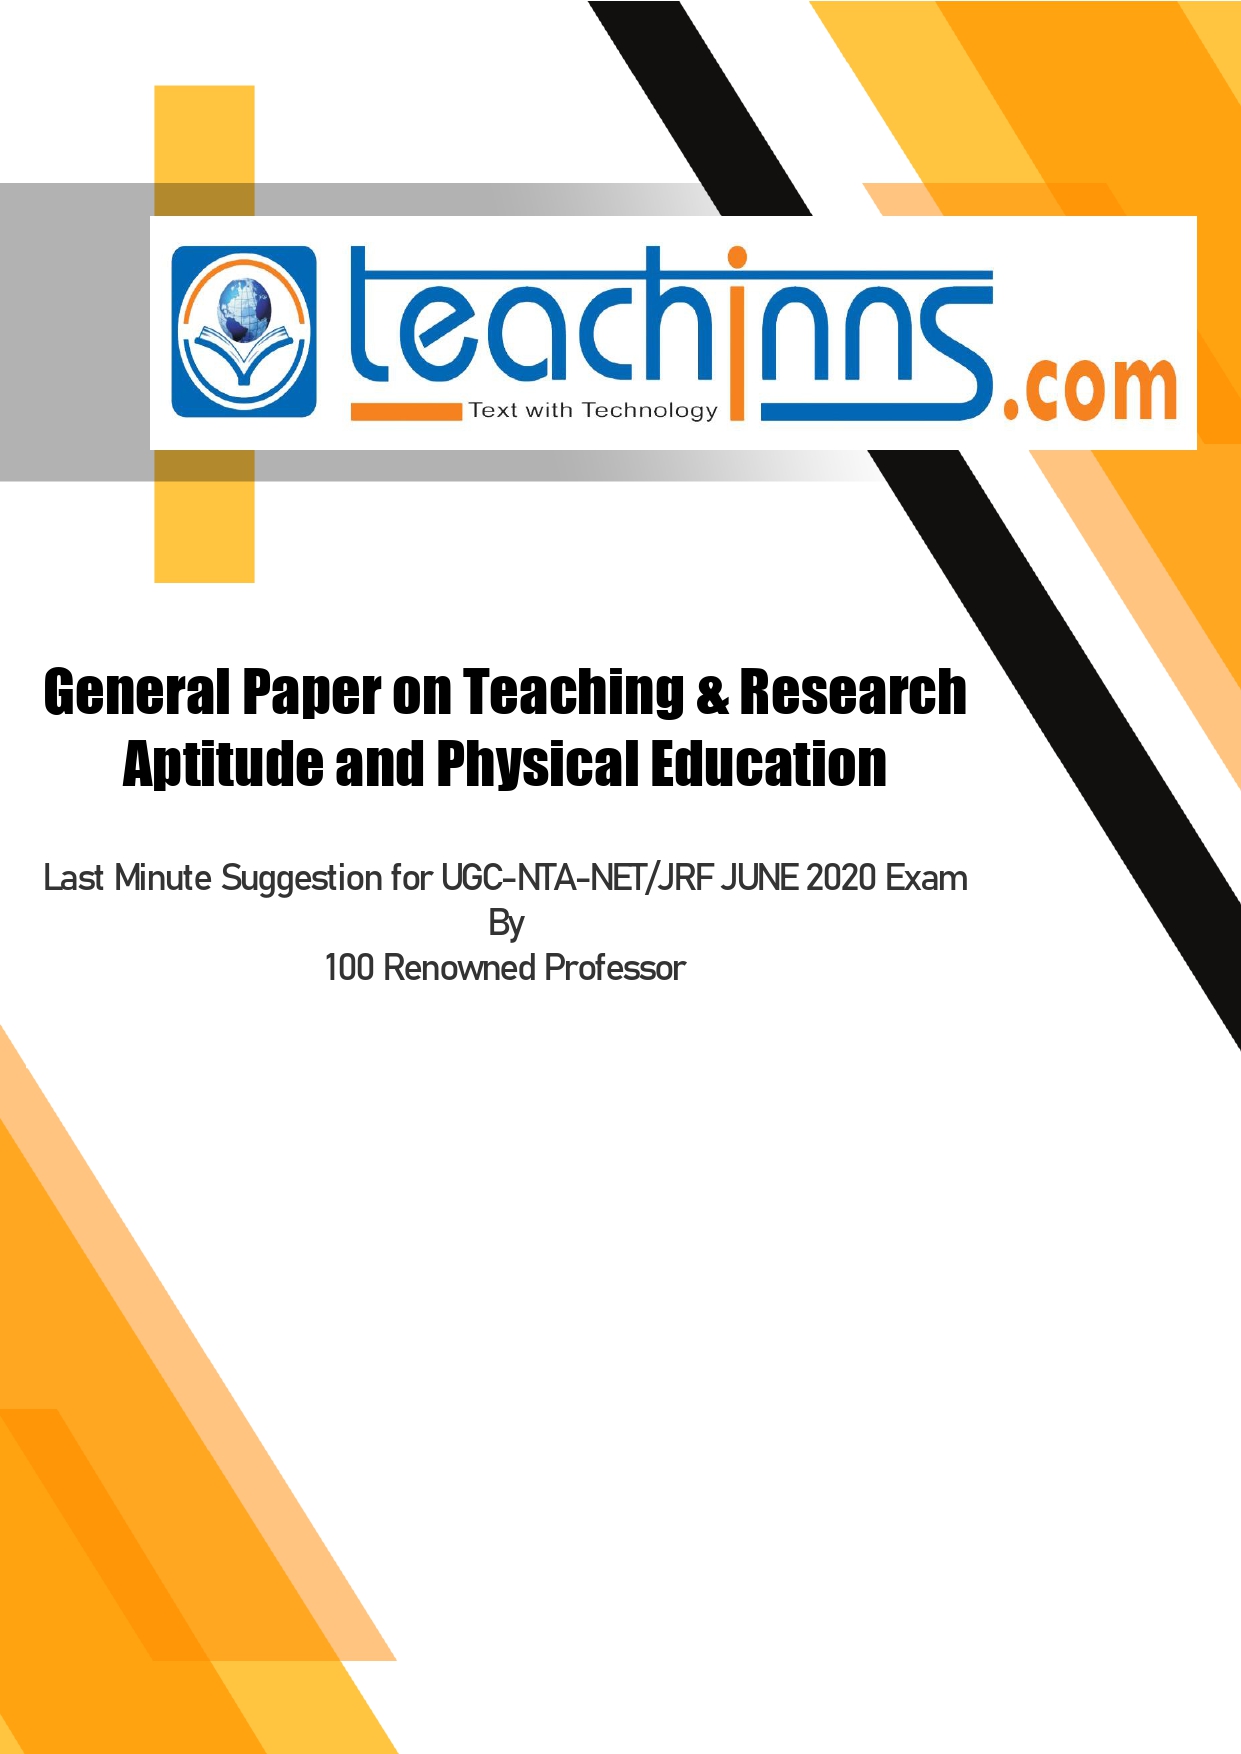 teachinns.com
Text with Technology
General Paper on Teaching & Research
Aptitude and Physical Education
Last Minute Suggestion for UGC-NTA-NET/JRF JUNE 2020 Exam
By
100 Renowned Professor